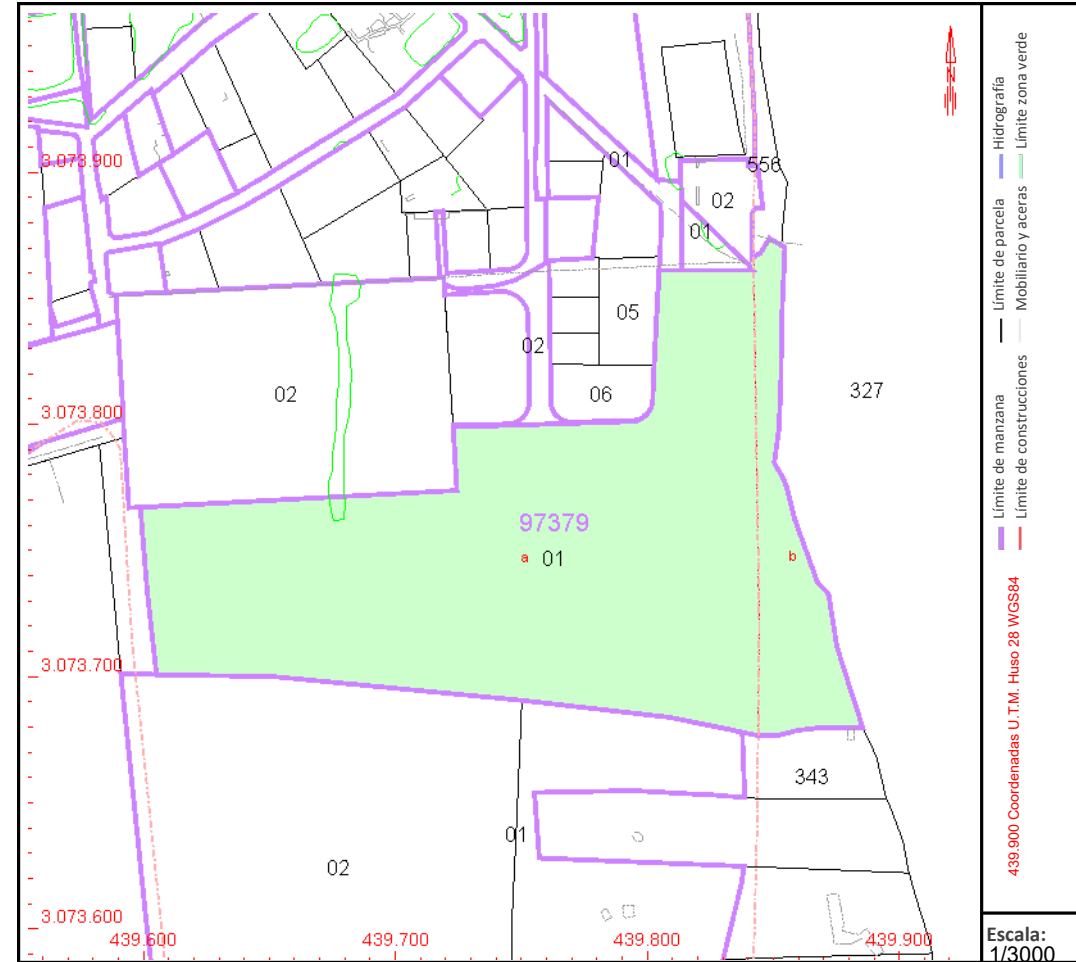 3.073.900
01
556
02
01
05
02
02
06
327
3.073.800
97379
a 01
b
3.073.700
343
01
02
3.073.600
439.600
439.700
439.800
439.900
N
Hidrografía
Límite zona verde
Límite de parcela
Mobiliario y aceras
Límite de manzana
Límite de construcciones
439.900 Coordenadas U.T.M. Huso 28 WGS84
Escala:
1/3000